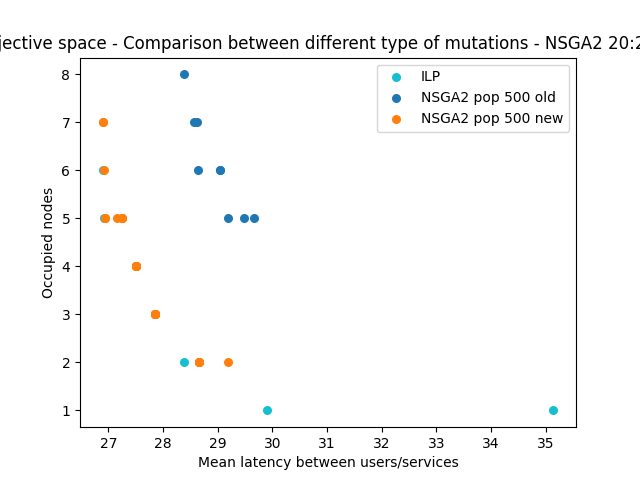 jective space - Comparison between different type of mutations - NSGA2 20:2
ILP
NSGA2 pop 500 old
NSGA2 pop 500 new
Occupied nodes
8
7
6
5
4
3
2
1
27 28 29 30 31 32 33 34 35
Mean latency between users/services